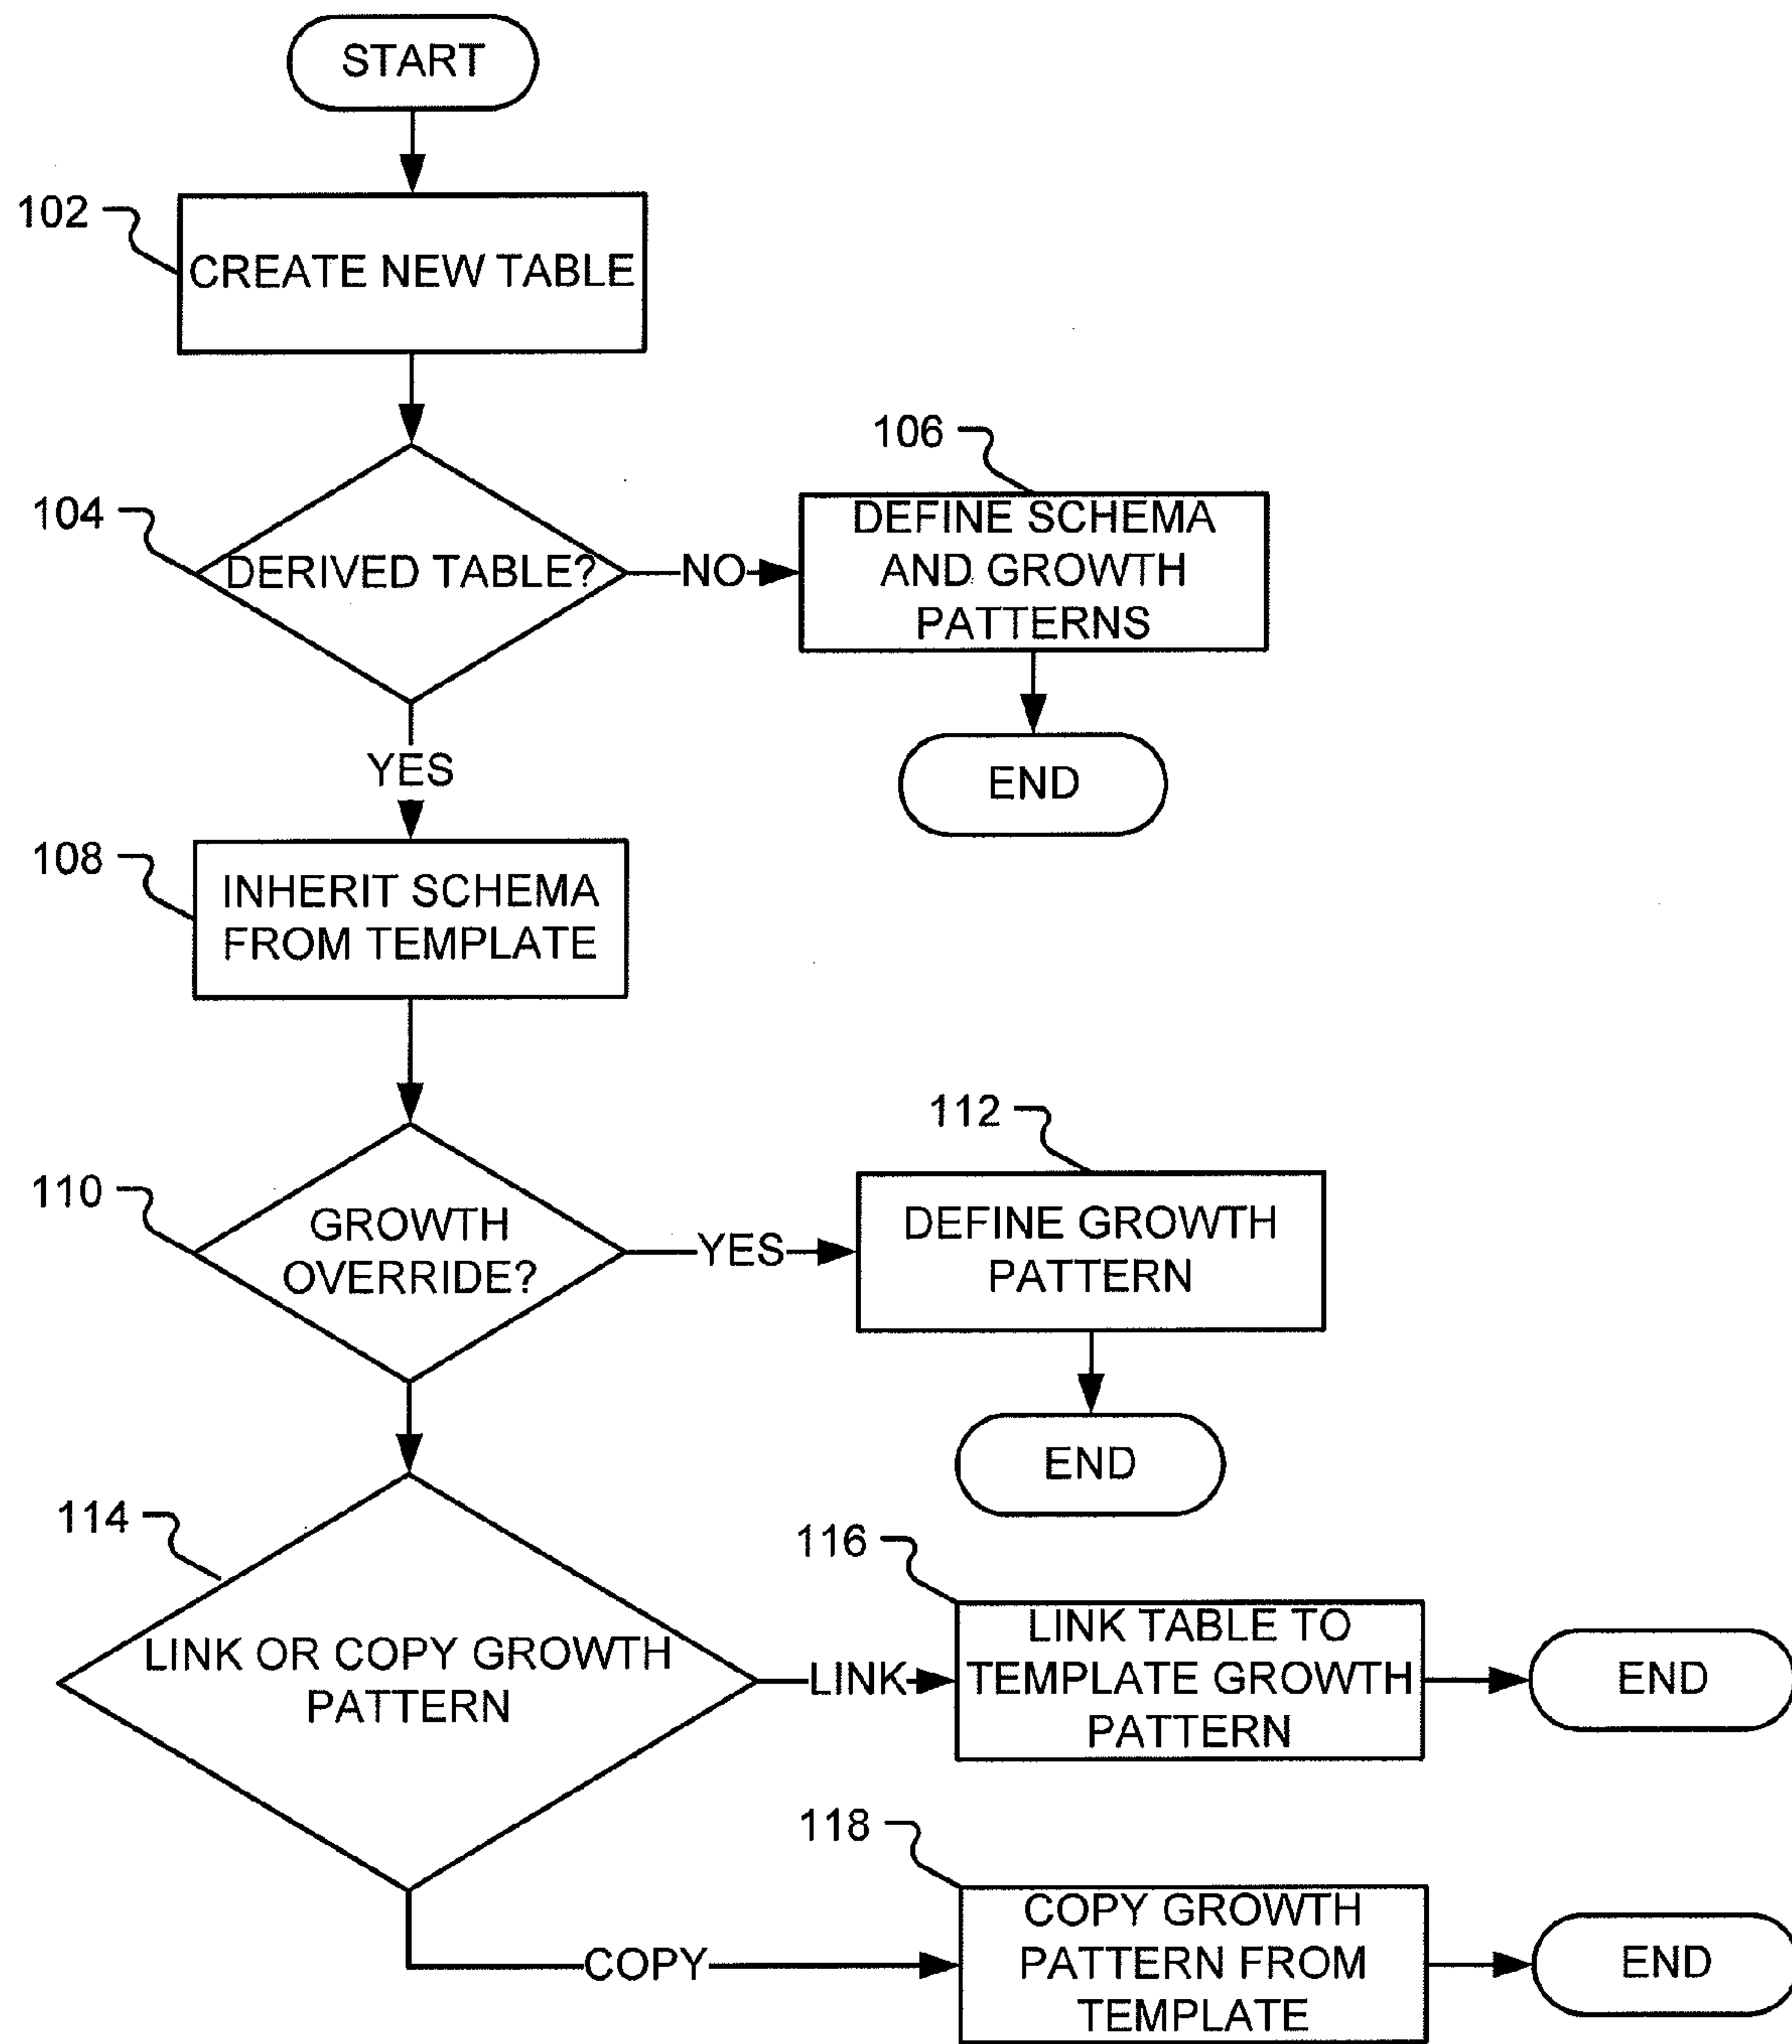 START
102
CREATE NEW TABLE
106
104
DERIVED TABLE?
NO
DEFINE SCHEMA
AND GROWTH
PATTERNS
YES
END
108
INHERIT SCHEMA
FROM TEMPLATE
112
110
GROWTH
OVERRIDE?
YES
DEFINE GROWTH
PATTERN
END
114
116
LINK OR COPY GROWTH
PATTERN
LINK
LINK TABLE TO
TEMPLATE GROWTH
PATTERN
END
118
COPY
COPY GROWTH
PATTERN FROM
TEMPLATE
END